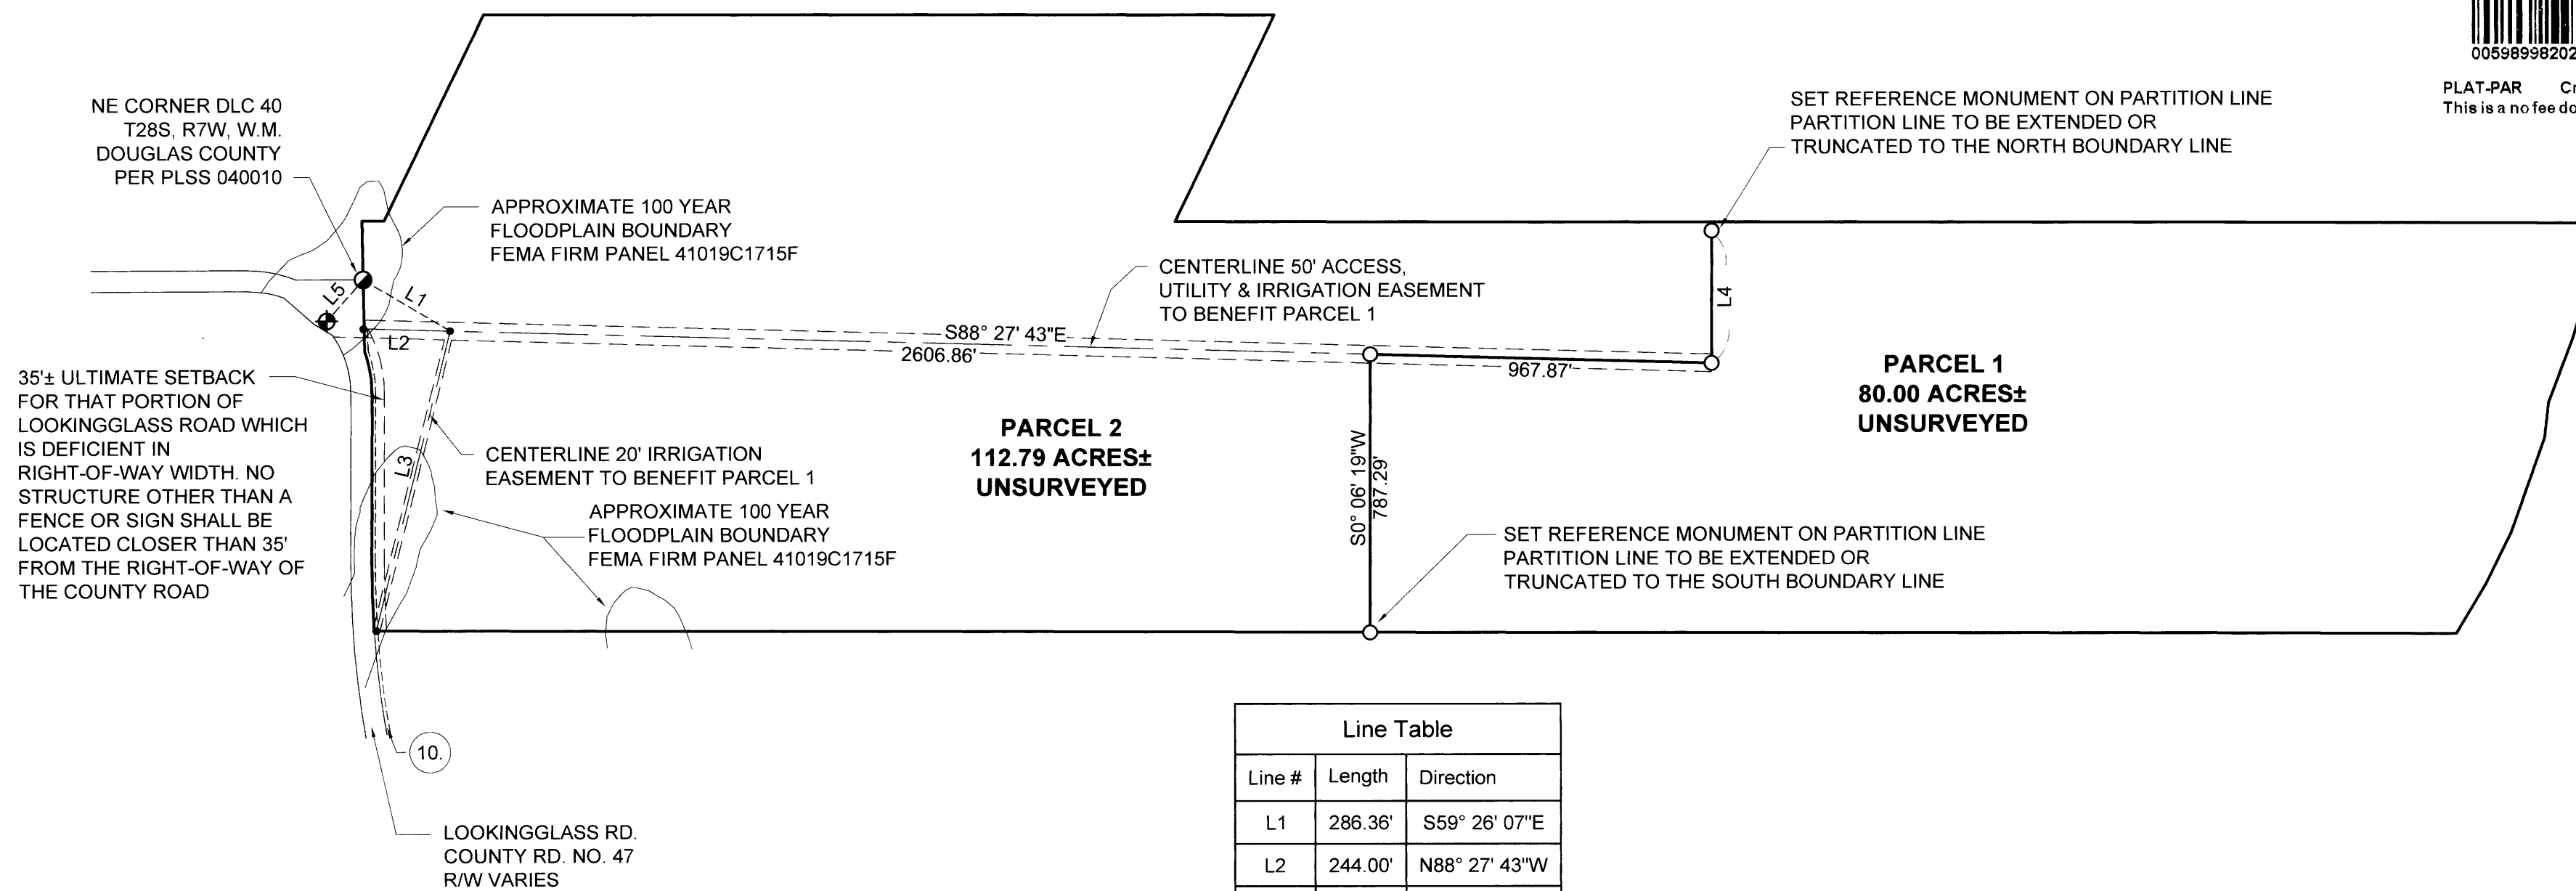 00598998202
PLAT-PAR Cr
This is a no fee do
NE CORNER DLC 40
T28S, R7W, W.M.
DOUGLAS COUNTY
PER PLSS 040010
APPROXIMATE 100 YEAR
FLOODPLAIN BOUNDARY
FEMA FIRM PANEL 41019C1715F
SET REFERENCE MONUMENT ON PARTITION LINE
PARTITION LINE TO BE EXTENDED OR
TRUNCATED TO THE NORTH BOUNDARY LINE
CENTERLINE 50' ACCESS,
UTILITY & IRRIGATION EASEMENT
TO BENEFIT PARCEL 1
L5
L1
L2
L4
S88° 27' 43"E
2606.86'
967.87'
35'± ULTIMATE SETBACK
FOR THAT PORTION OF
LOOKINGGLASS ROAD WHICH
IS DEFICIENT IN
RIGHT-OF-WAY WIDTH. NO
STRUCTURE OTHER THAN A
FENCE OR SIGN SHALL BE
LOCATED CLOSER THAN 35'
FROM THE RIGHT-OF-WAY OF
THE COUNTY ROAD
L3
CENTERLINE 20' IRRIGATION
EASEMENT TO BENEFIT PARCEL 1
APPROXIMATE 100 YEAR
FLOODPLAIN BOUNDARY
FEMA FIRM PANEL 41019C1715F
PARCEL 2
112.79 ACRES±
UNSURVEYED
S0° 06' 19"W
787.29'
PARCEL 1
80.00 ACRES±
UNSURVEYED
SET REFERENCE MONUMENT ON PARTITION LINE
PARTITION LINE TO BE EXTENDED OR
TRUNCATED TO THE SOUTH BOUNDARY LINE
10.
LOOKINGGLASS RD.
COUNTY RD. NO. 47
R/W VARIES
Line Table
Line # Length Direction
L1 286.36' S59° 26' 07"E
L2 244.00' N88° 27' 43"W